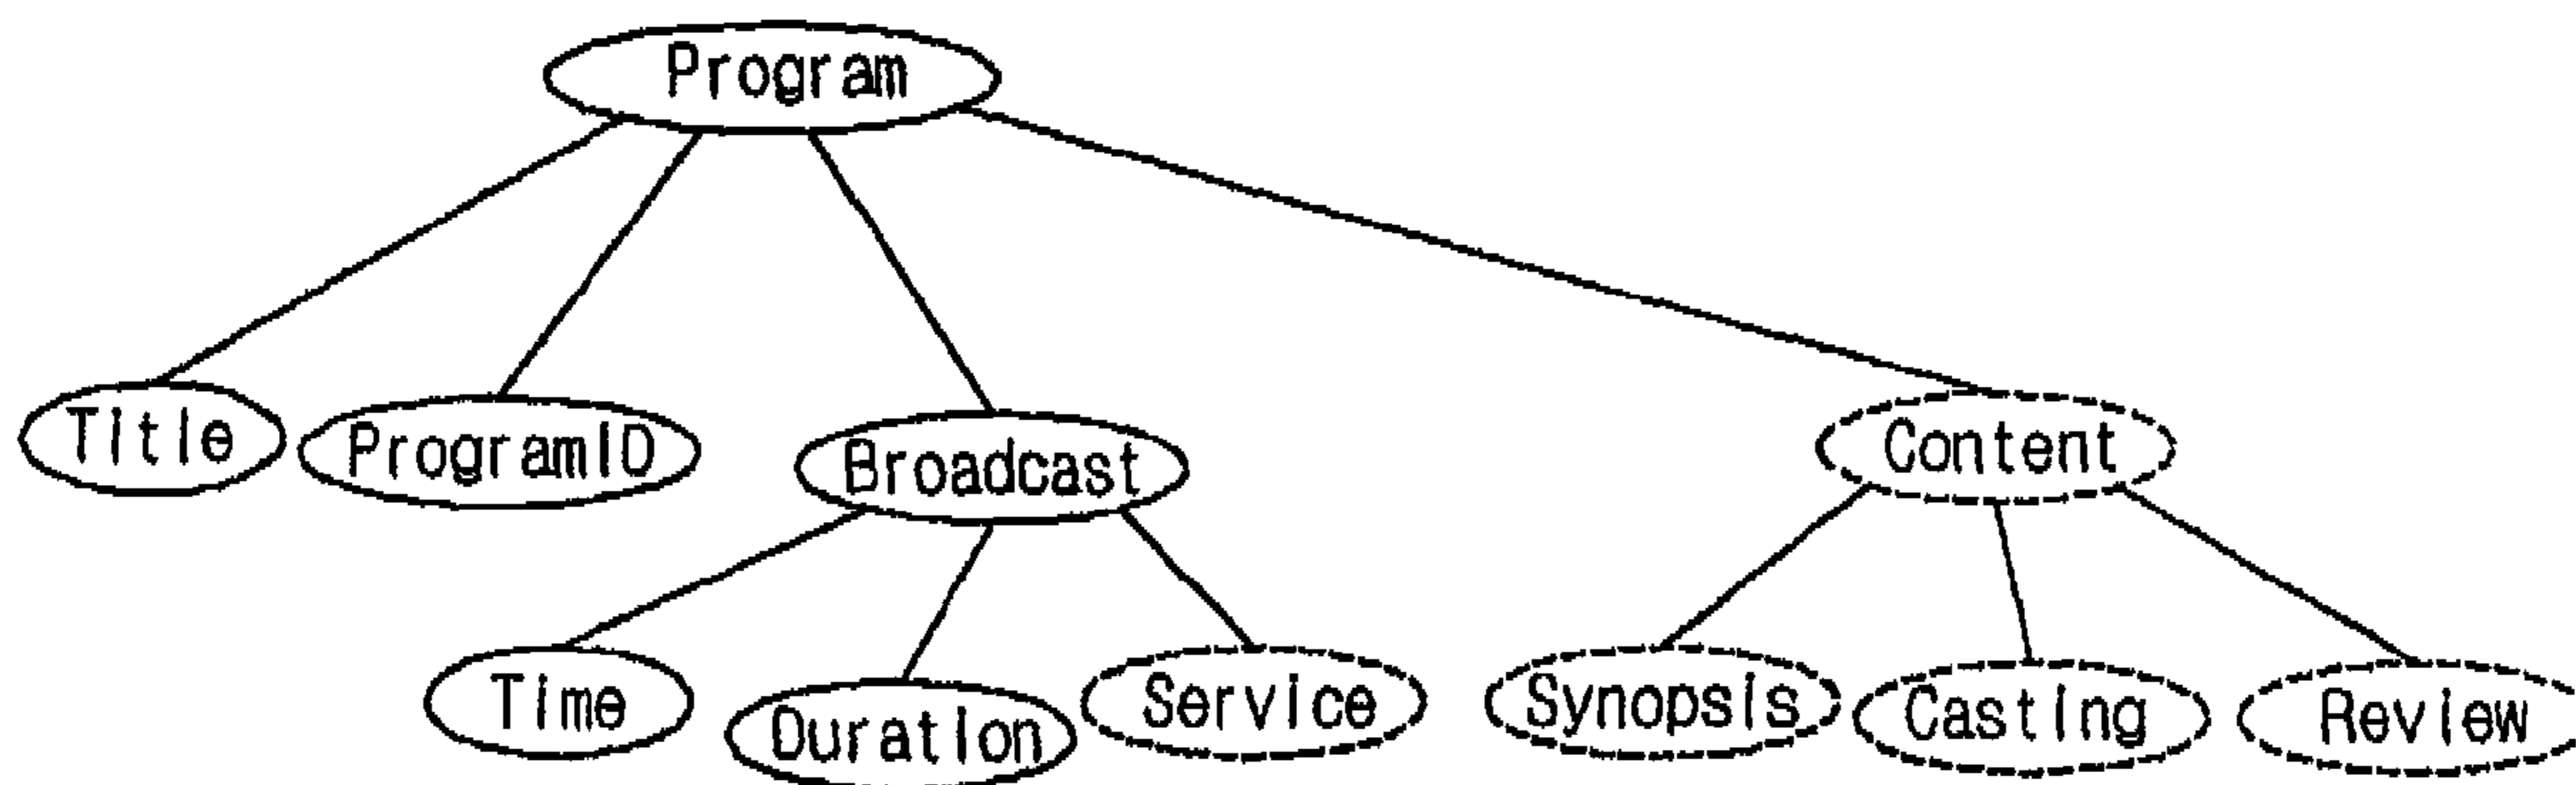 Program
Title
ProgramID
Broadcast
Content
Time
Duration
Service
Synopsis
Casting
Review